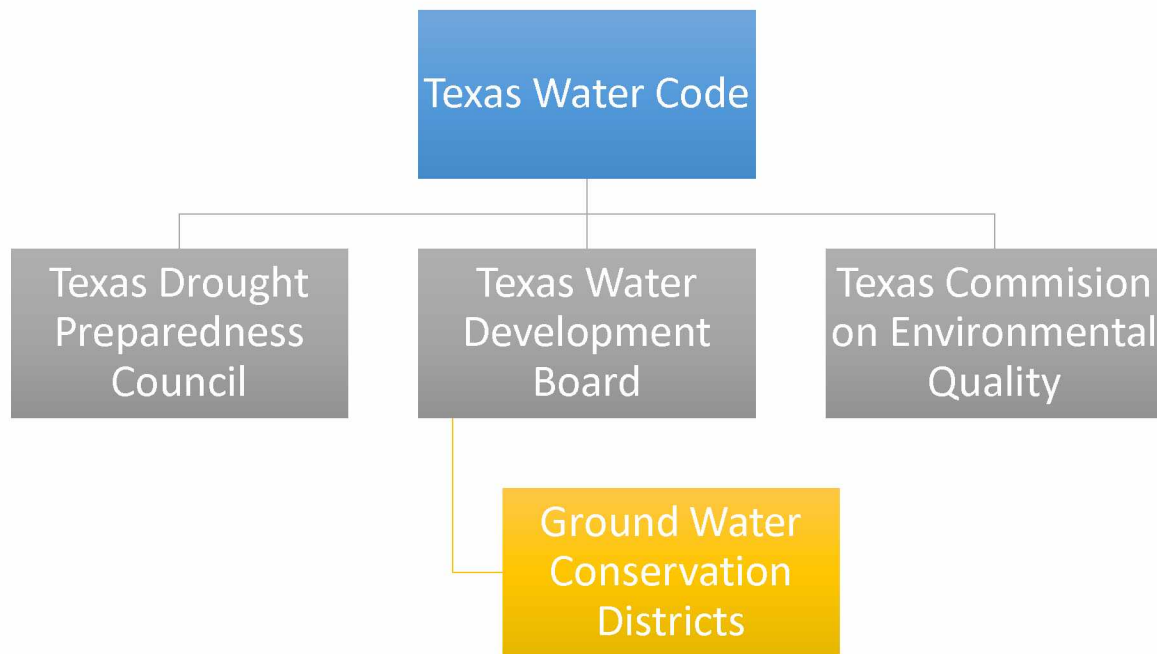 Texas Water Code
Texas Drought
Preparedness
Council
Texas Water
Development
Board
Texas Commision
on Environmental
Quality
Ground Water
Conservation
Districts